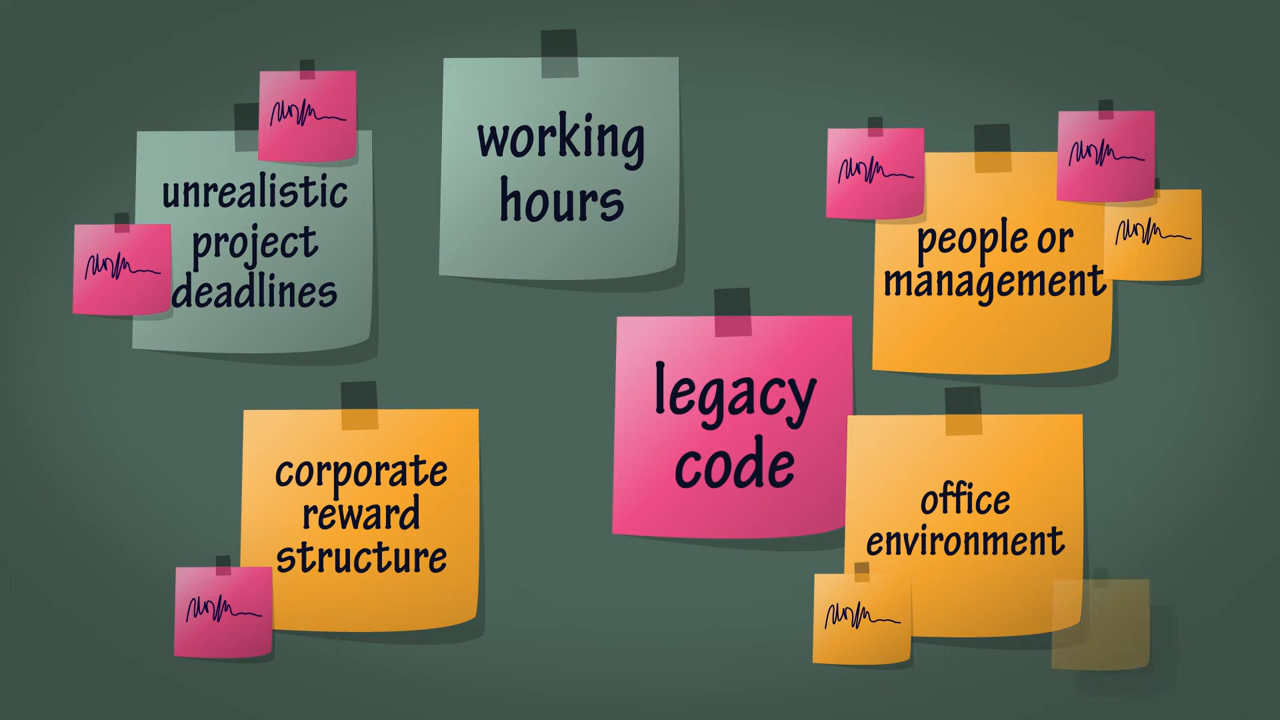 unrealistic
project
deadlines
working
hours
people or
management
legacy
code
corporate
reward
structure
office
environment